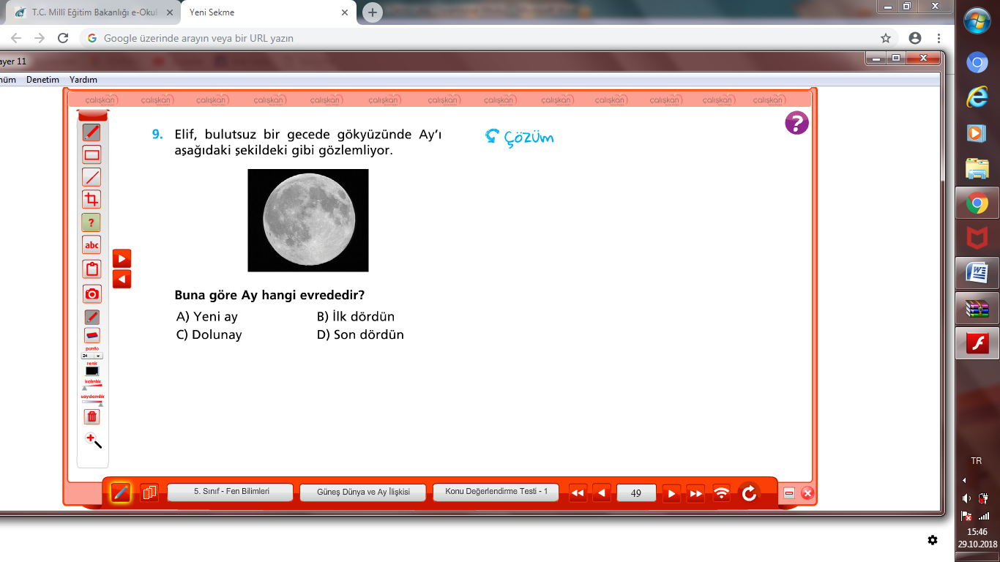 T.C. Millî Eğitim Bakanlığı e-Okul
Yeni Sekme
Google üzerinde arayın veya bir URL yazın
ayer 11
nüm Denetim Yardım
çalışkan çalışkan çalışkan çalışkan çalışkan çalışkan çalışkan çalışkan çalışkan çalışkan çalışkan çalışkan çalışkan
9. Elif, bulutsuz bir gecede gökyüzünde Ay'ı
aşağıdaki şekildeki gibi gözlemliyor.
Çözüm
?
?
abc
Buna göre Ay hangi evrededir?
A) Yeni ay B) İlk dördün
C) Dolunay D) Son dördün
punto
24
renk
kalınlık
saydamlık
5. Sınıf - Fen Bilimleri
Güneş Dünya ve Ay İlişkisi
Konu Değerlendirme Testi - 1
49
TR
15:46
29.10.2018